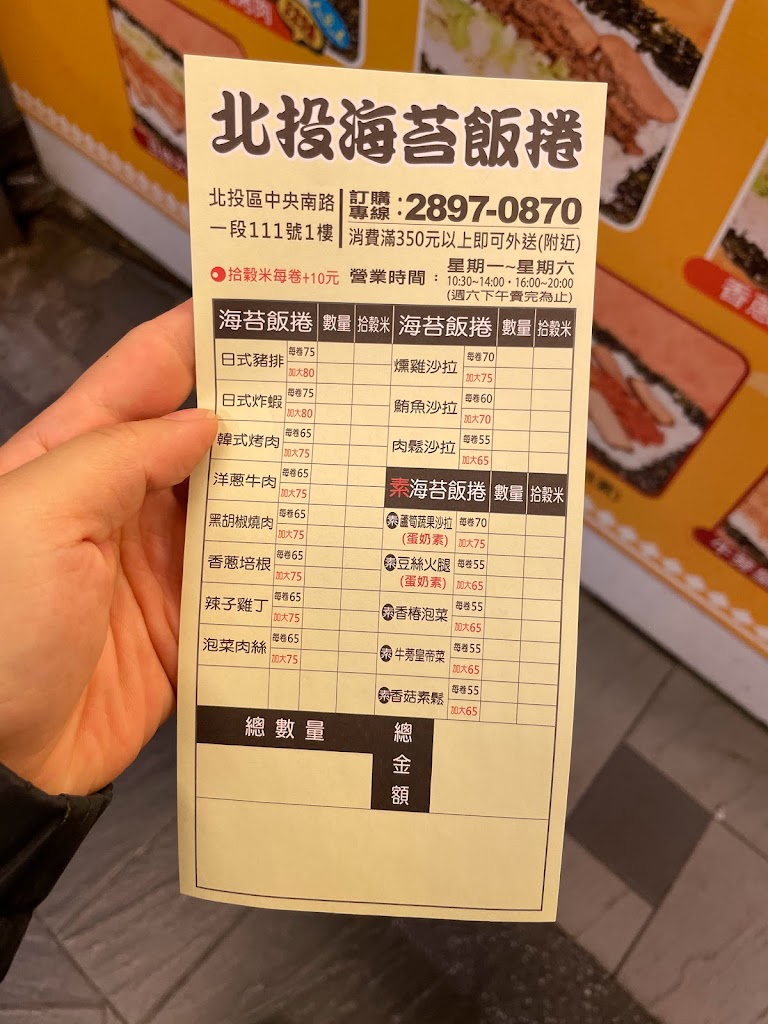 北投海苔飯捲
北投區中央南路
一段111號1樓
訂購專線:2897-0870
消費滿350元以上即可外送(附近)
拾穀米每卷+10元
營業時間:
星期一~星期六
10:30~14:00・16:00~20:00
(週六下午賣完為止)
海苔飯捲 數量 拾穀米
日式豬排 每卷75 加大80
日式炸蝦 每卷75 加大80
韓式烤肉 每卷65 加大75
洋蔥牛肉 每卷65 加大75
黑胡椒燒肉 每卷65 加大75
香蔥培根 每卷65 加大75
辣子雞丁 每卷65 加大75
泡菜肉絲 每卷65 加大75
海苔飯捲 數量 拾穀米
燻雞沙拉 每卷70 加大75
鮪魚沙拉 每卷60 加大70
肉鬆沙拉 每卷55 加大65
素海苔飯捲 數量 拾穀米
素蘆筍蔬果沙拉 每卷70
(蛋奶素) 加大75
素豆絲火腿 每卷55
(蛋奶素) 加大65
素香椿泡菜 每卷55 加大65
素牛蒡皇帝菜 每卷55 加大65
素香菇素鬆 每卷55 加大65
總數量
總金額
香蔥